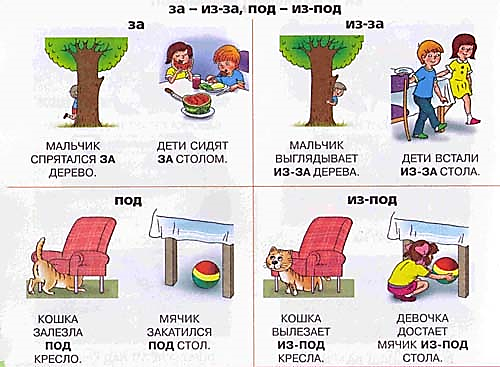 за – из-за, под – из-под
за
из-за
МАЛЬЧИК
СПРЯТАЛСЯ ЗА
ДЕРЕВО.
ДЕТИ СИДЯТ
ЗА СТОЛОМ.
МАЛЬЧИК
ВЫГЛЯДЫВАЕТ
ИЗ-ЗА ДЕРЕВА.
ДЕТИ ВСТАЛИ
ИЗ-ЗА СТОЛА.
под
из-под
КОШКА
ЗАЛЕЗЛА
ПОД
КРЕСЛО.
МЯЧИК
ЗАКАТИЛСЯ
ПОД СТОЛ.
КОШКА
ВЫЛЕЗАЕТ
ИЗ-ПОД
КРЕСЛА.
ДЕВОЧКА
ДОСТАЕТ
МЯЧИК ИЗ-ПОД
СТОЛА.